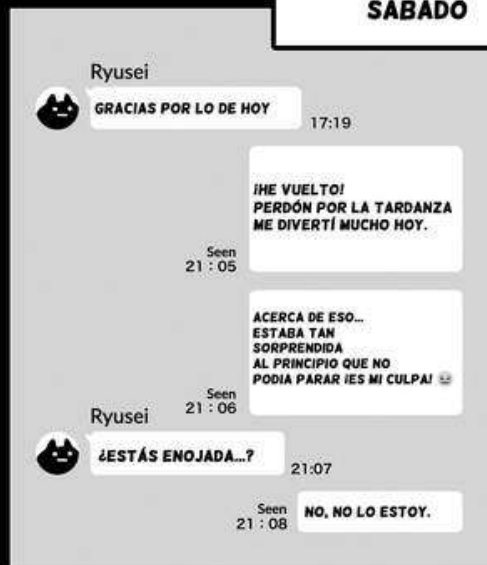 SABADO
Ryusei
GRACIAS POR LO DE HOY
17:19
¡HE VUELTO!
PERDÓN POR LA TARDANZA
ME DIVERTÍ MUCHO HOY.
Seen
21:05
ACERCA DE ESO...
ESTABA TAN
SORPRENDIDA
AL PRINCIPIO QUE NO
PODIA PARAR ¡ES MI CULPA!
Seen
21:06
Ryusei
¿ESTÁS ENOJADA...?
21:07
Seen
21:08
NO, NO LO ESTOY.